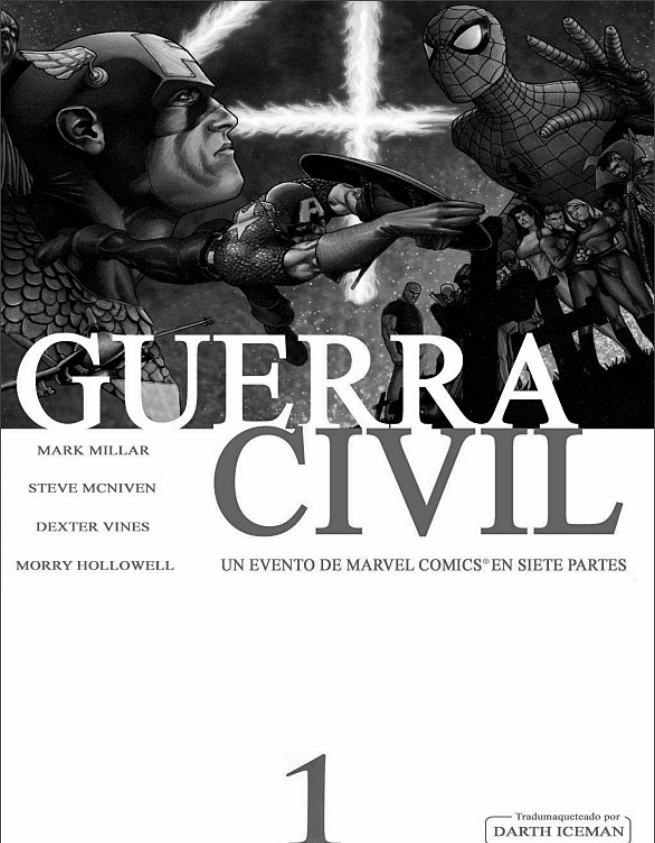 GUERRA
CIVIL
MARK MILLAR
STEVE MCNIVEN
DEXTER VINES
MORRY HOLLOWELL
UN EVENTO DE MARVEL COMICS® EN SIETE PARTES
1
Tradumaqueteado por
DARTH ICEMAN